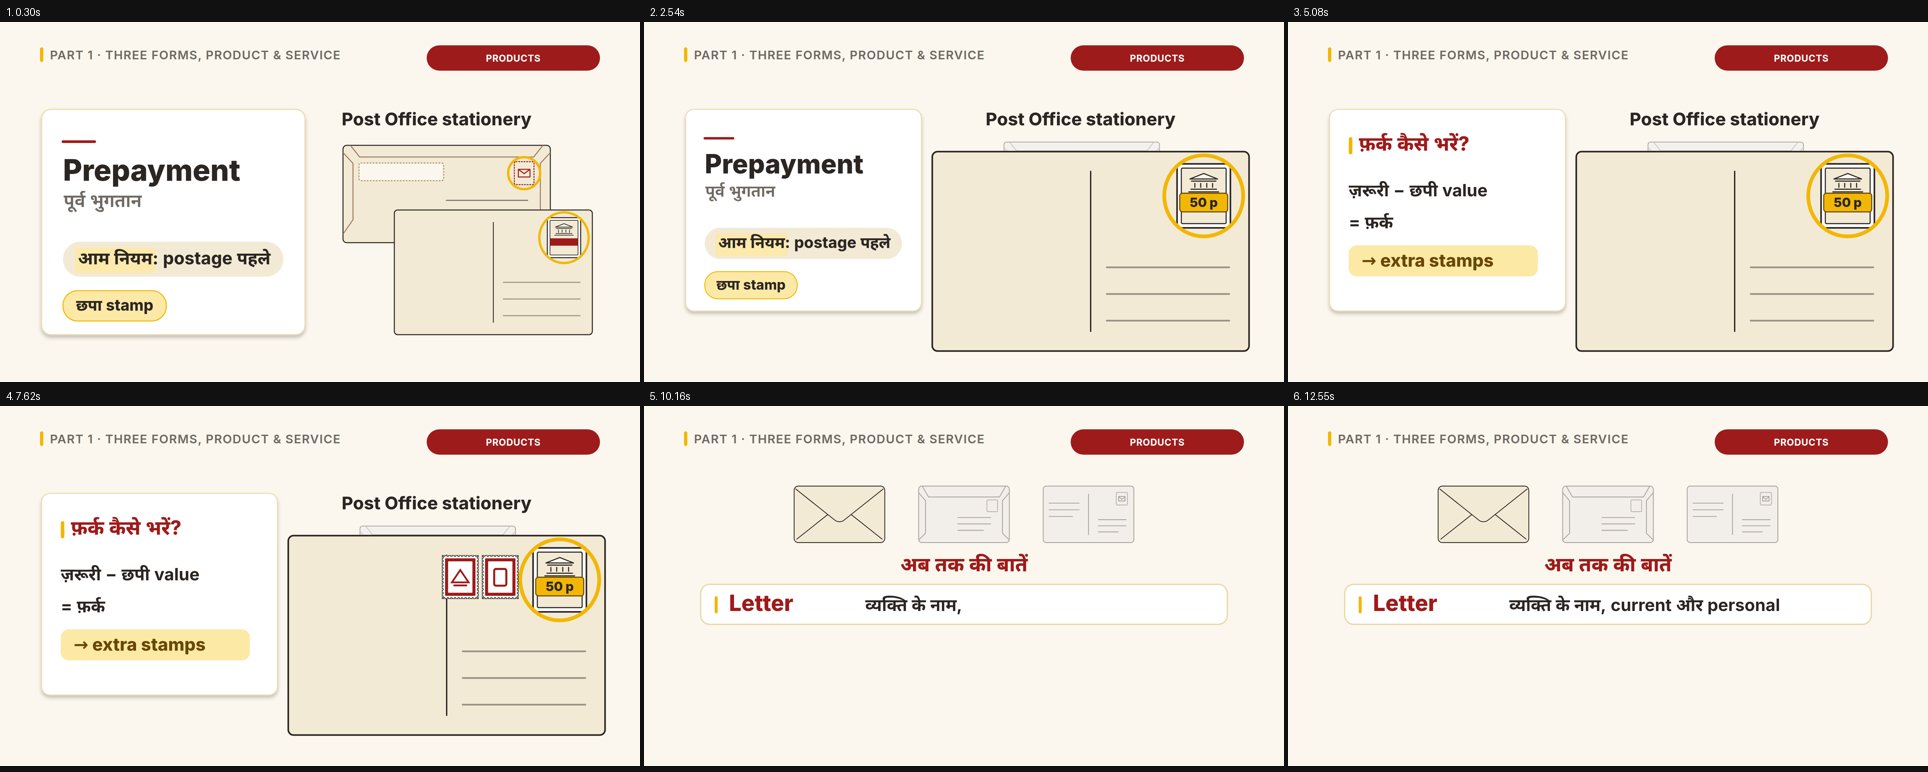 1. 0.30s
PART 1 · THREE FORMS, PRODUCT & SERVICE
PRODUCTS
Prepayment
पूर्व भुगतान
आम नियम: postage पहले
छपा stamp
Post Office stationery
2. 2.54s
PART 1 · THREE FORMS, PRODUCT & SERVICE
PRODUCTS
Prepayment
पूर्व भुगतान
आम नियम: postage पहले
छपा stamp
Post Office stationery
50 p
3. 5.08s
PART 1 · THREE FORMS, PRODUCT & SERVICE
PRODUCTS
फ़र्क कैसे भरें?
ज़रूरी – छपी value
= फ़र्क
→ extra stamps
Post Office stationery
50 p
4. 7.62s
PART 1 · THREE FORMS, PRODUCT & SERVICE
PRODUCTS
फ़र्क कैसे भरें?
ज़रूरी – छपी value
= फ़र्क
→ extra stamps
Post Office stationery
50 p
5. 10.16s
PART 1 · THREE FORMS, PRODUCT & SERVICE
PRODUCTS
अब तक की बातें
Letter व्यक्ति के नाम,
6. 12.55s
PART 1 · THREE FORMS, PRODUCT & SERVICE
PRODUCTS
अब तक की बातें
Letter व्यक्ति के नाम, current और personal